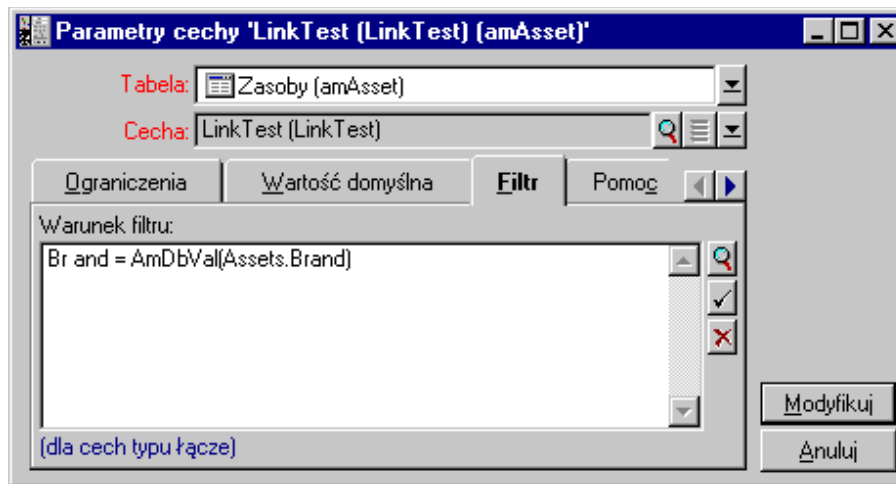 Parametry cechy 'LinkTest (LinkTest) (amAsset)'
Tabela: Zasoby (amAsset)
Cecha: LinkTest (LinkTest)
Ograniczenia Wartość domyślna Filtr Pomoc
Warunek filtru:
Br and = AmDbVal(Assets.Brand)
Modyfikuj
(dla cech typu łącze)
Anuluj